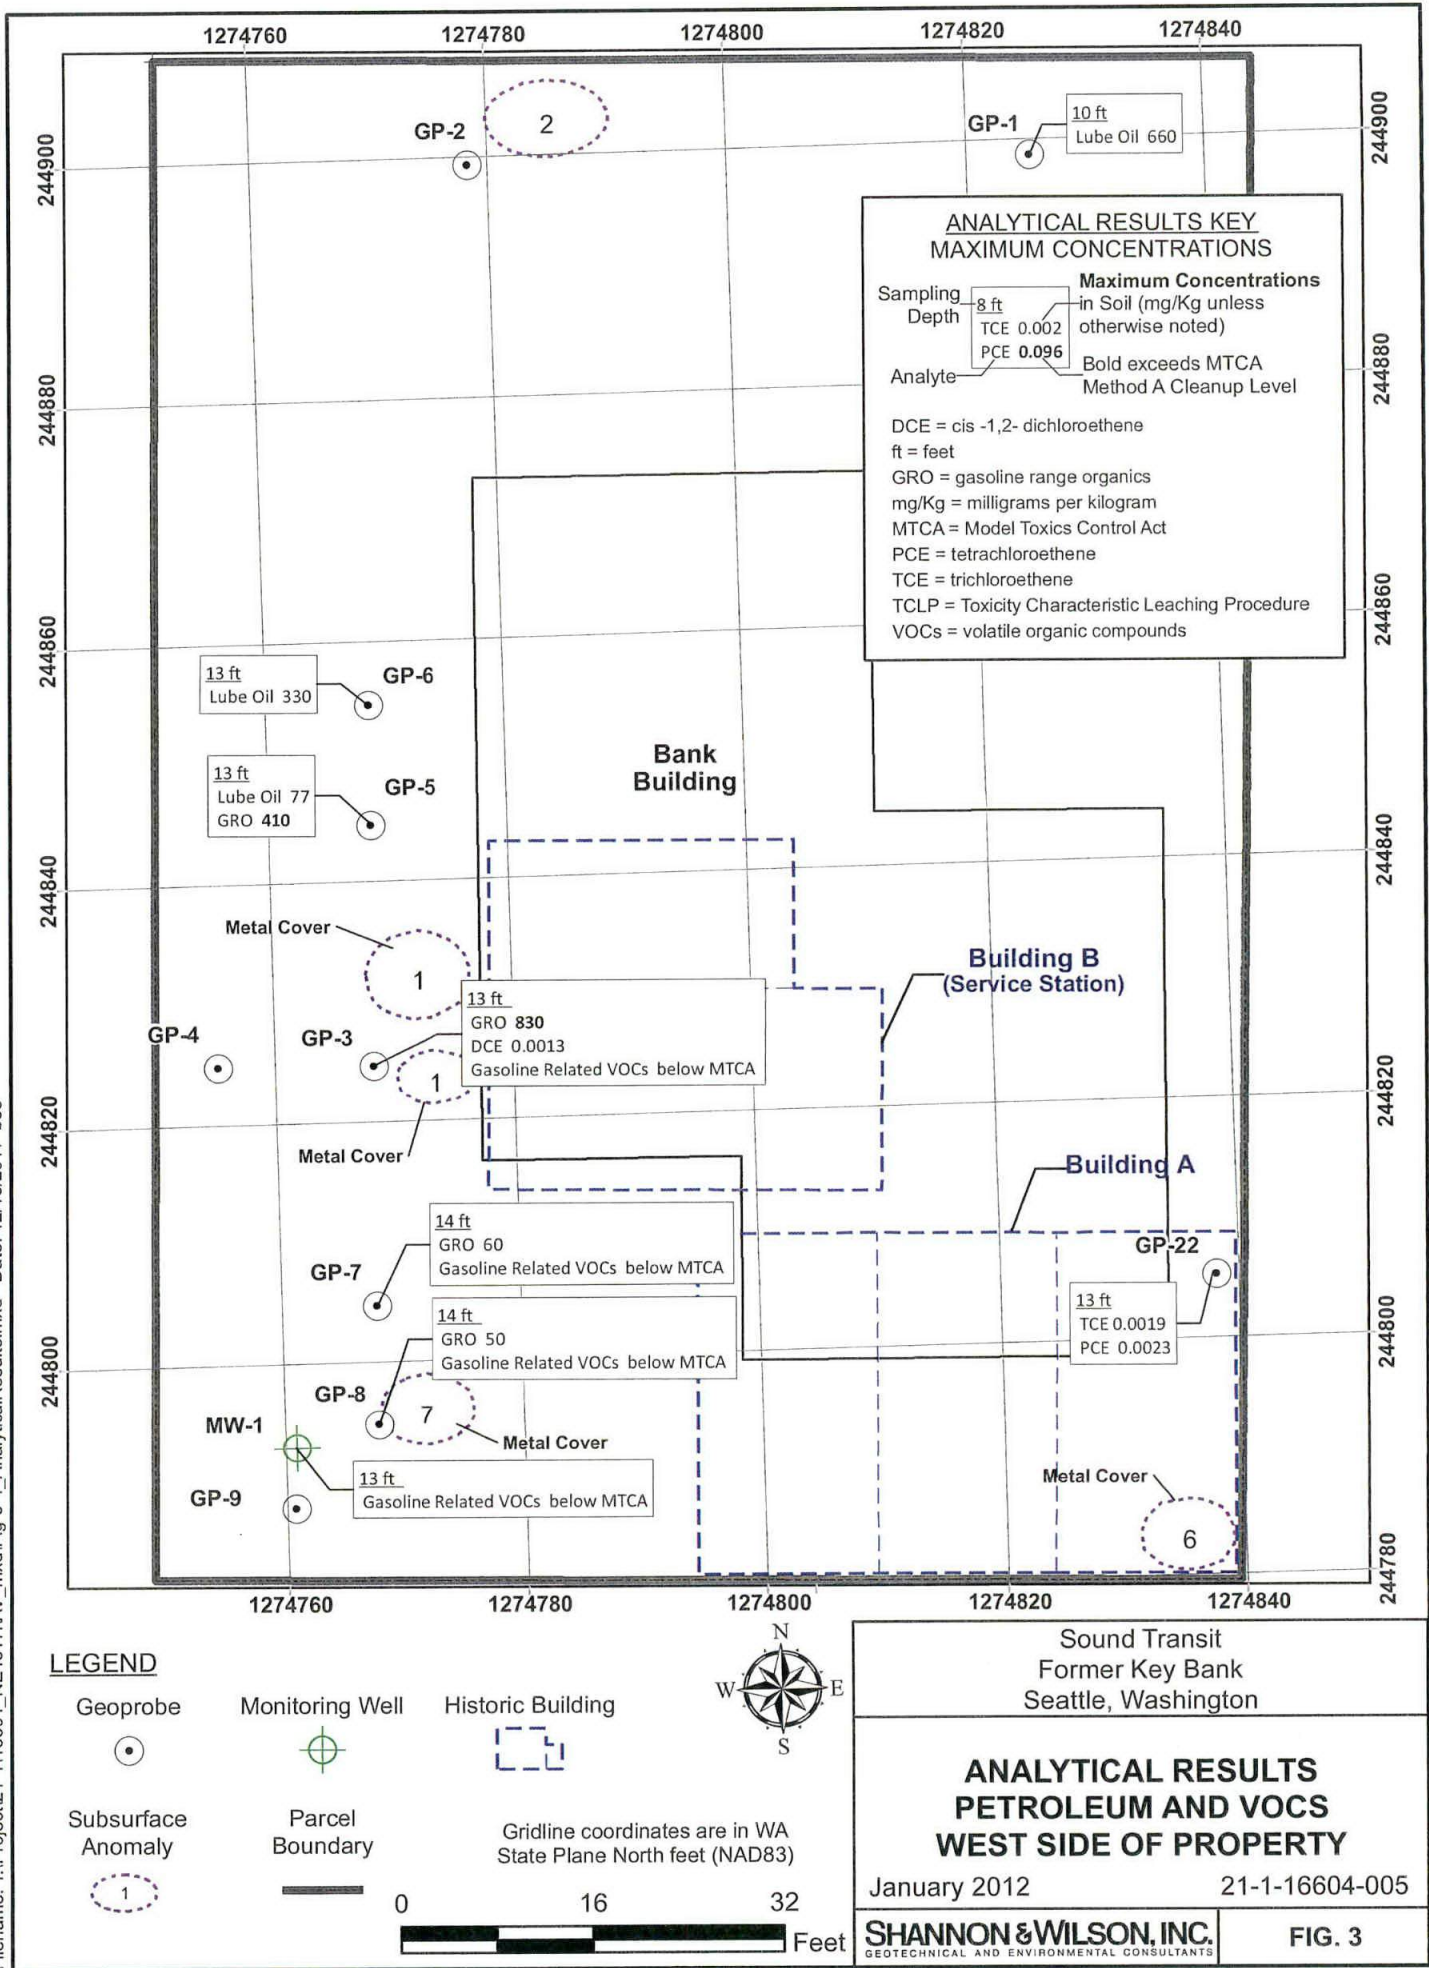 1274760
1274780
1274800
1274820
1274840
244900
244880
244860
244840
244820
244800
244900
244880
244860
244840
244820
244800
244780
GP-2
2
GP-1
10 ft
Lube Oil 660
ANALYTICAL RESULTS KEY
MAXIMUM CONCENTRATIONS
Sampling
Depth
8 ft
TCE 0.002
PCE 0.096
Analyte
Maximum Concentrations
in Soil (mg/Kg unless
otherwise noted)
Bold exceeds MTCA
Method A Cleanup Level
DCE = cis -1,2- dichloroethene
ft = feet
GRO = gasoline range organics
mg/Kg = milligrams per kilogram
MTCA = Model Toxics Control Act
PCE = tetrachloroethene
TCE = trichloroethene
TCLP = Toxicity Characteristic Leaching Procedure
VOCs = volatile organic compounds
13 ft
Lube Oil 330
GP-6
13 ft
Lube Oil 77
GRO 410
GP-5
Bank
Building
Metal Cover
1
Building B
(Service Station)
GP-4
GP-3
13 ft
GRO 830
DCE 0.0013
Gasoline Related VOCs below MTCA
1
Metal Cover
Building A
14 ft
GRO 60
Gasoline Related VOCs below MTCA
GP-7
GP-22
13 ft
TCE 0.0019
PCE 0.0023
14 ft
GRO 50
Gasoline Related VOCs below MTCA
GP-8
7
Metal Cover
MW-1
13 ft
Gasoline Related VOCs below MTCA
GP-9
Metal Cover
6
1274760
1274780
1274800
1274820
1274840
LEGEND
Geoprobe
Monitoring Well
Historic Building
Subsurface
Anomaly
1
Parcel
Boundary
N
W
E
S
Gridline coordinates are in WA
State Plane North feet (NAD83)
0
16
32
Feet
Sound Transit
Former Key Bank
Seattle, Washington
ANALYTICAL RESULTS
PETROLEUM AND VOCS
WEST SIDE OF PROPERTY
January 2012
21-1-16604-005
SHANNON & WILSON, INC.
GEOTECHNICAL AND ENVIRONMENTAL CONSULTANTS
FIG. 3